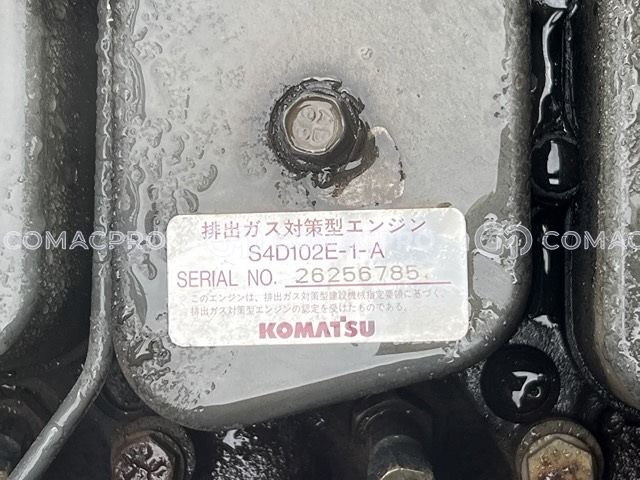 排出ガス対策型エンジン
S4D102E-1-A
SERIAL NO. 26256785
※このエンジンは、排出ガス対策型建設機械指定要領に基づく、
排出ガス対策型エンジンの認定を受けたものである。
KOMATSU
COMACPRO
COMACPRO
COMACPRO